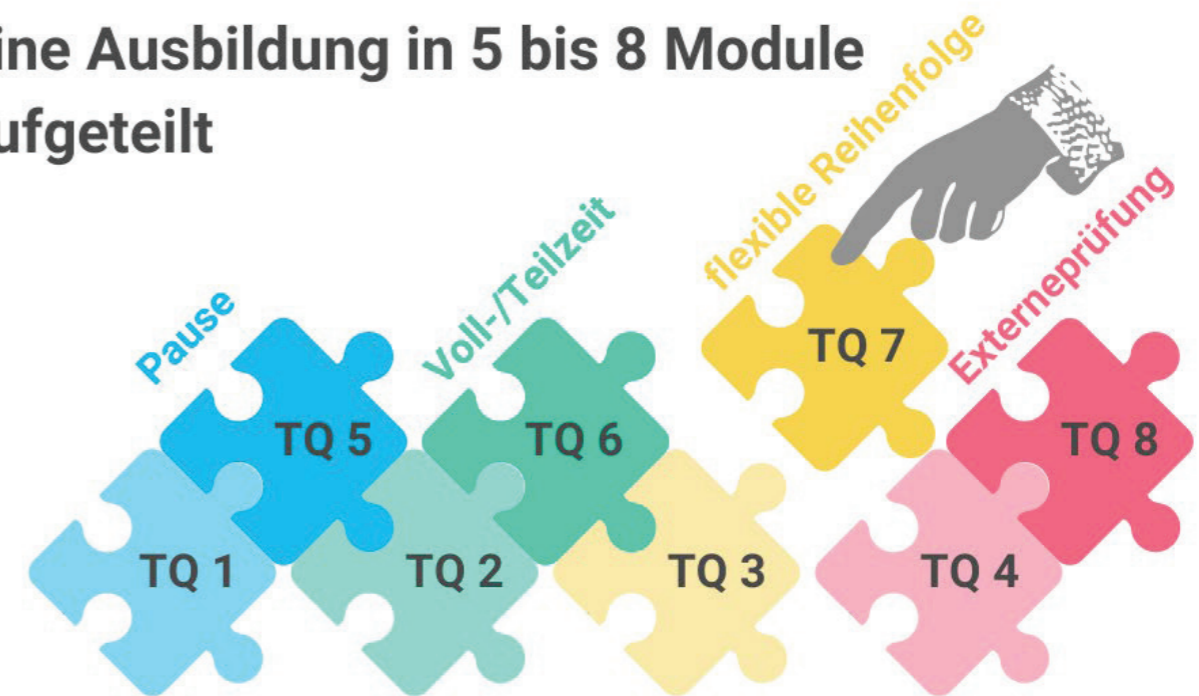 ine Ausbildung in 5 bis 8 Module
ufgeteilt
flexible Reihenfolge
Externeprüfung
Voll-/Teilzeit
Pause
TQ 7
TQ 5
TQ 6
TQ 8
TQ 1
TQ 2
TQ 3
TQ 4